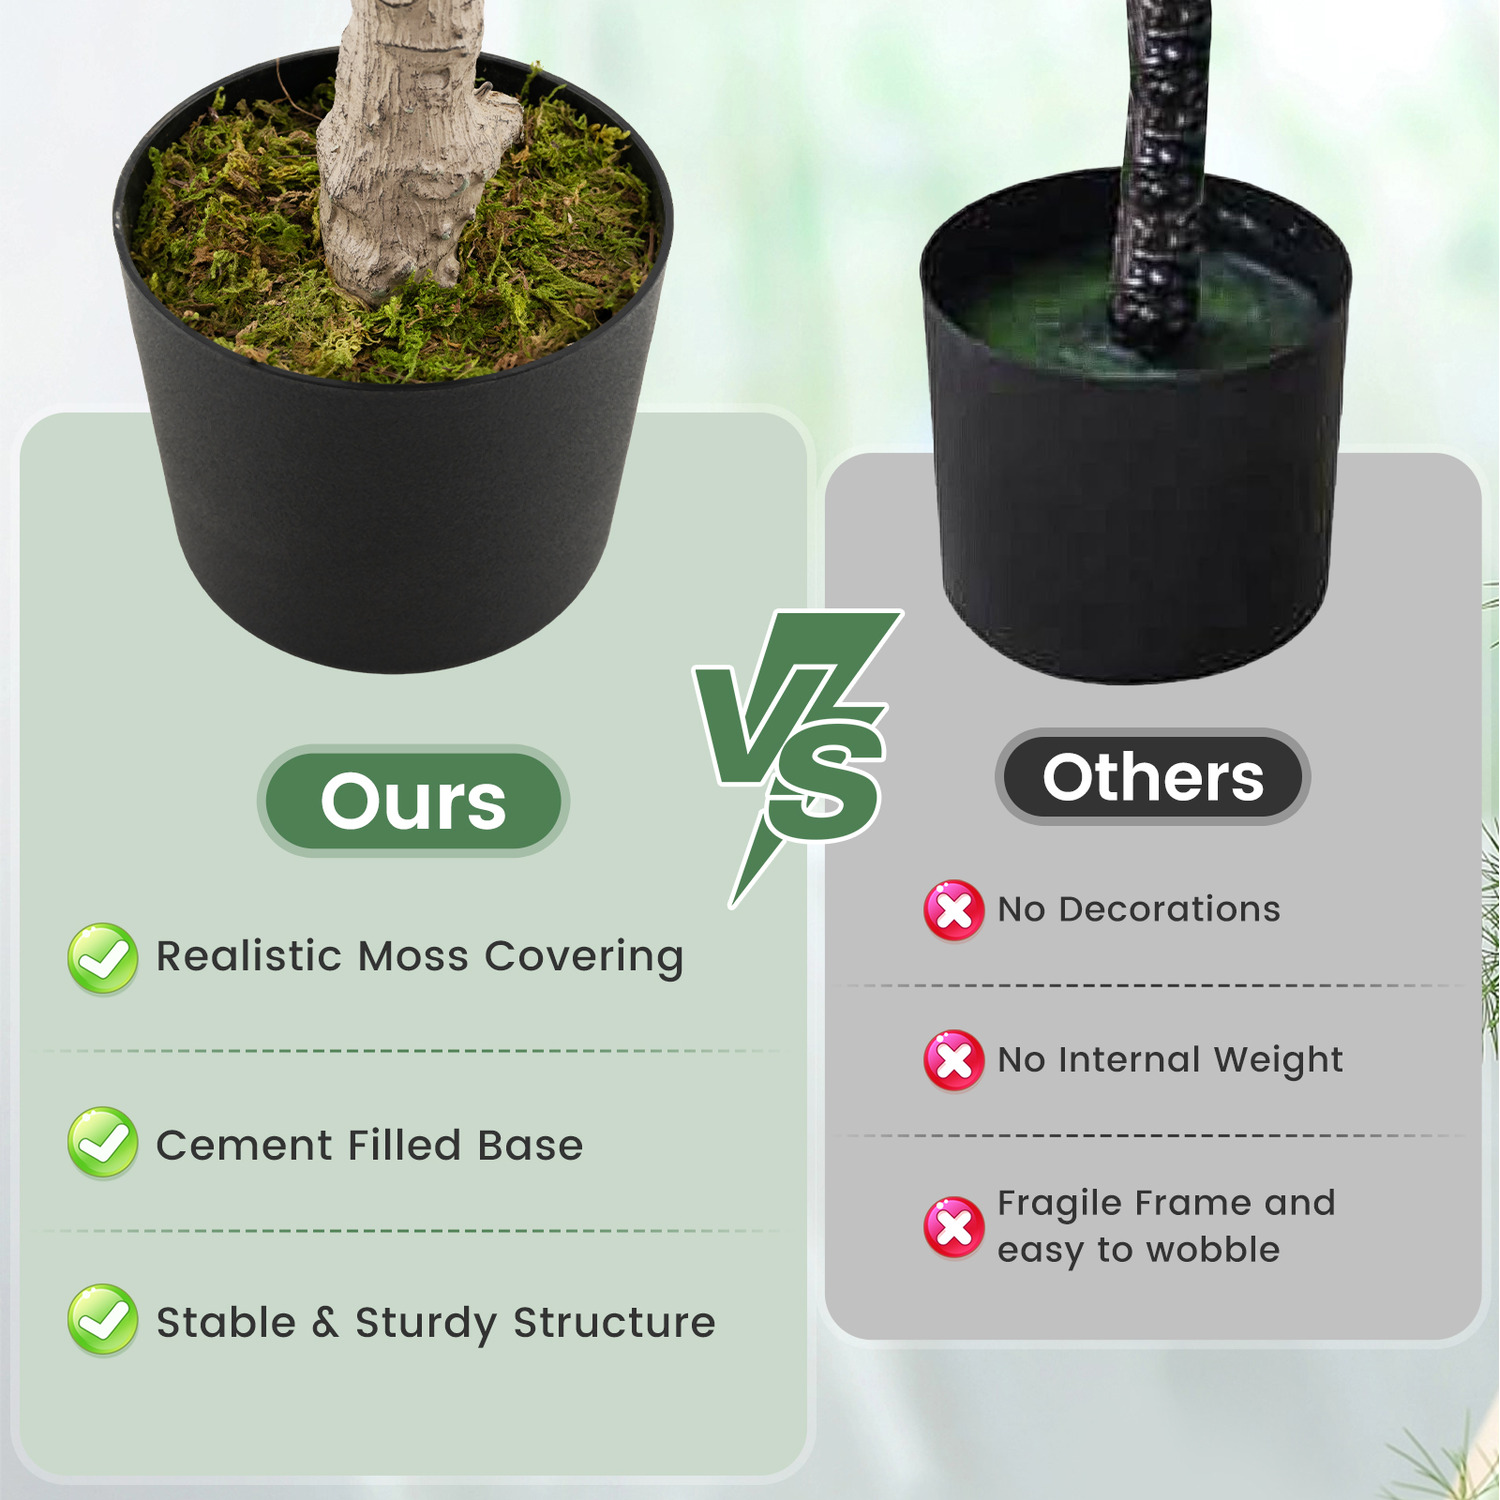 VS
Ours
Realistic Moss Covering
Cement Filled Base
Stable & Sturdy Structure
Others
No Decorations
No Internal Weight
Fragile Frame and
easy to wobble